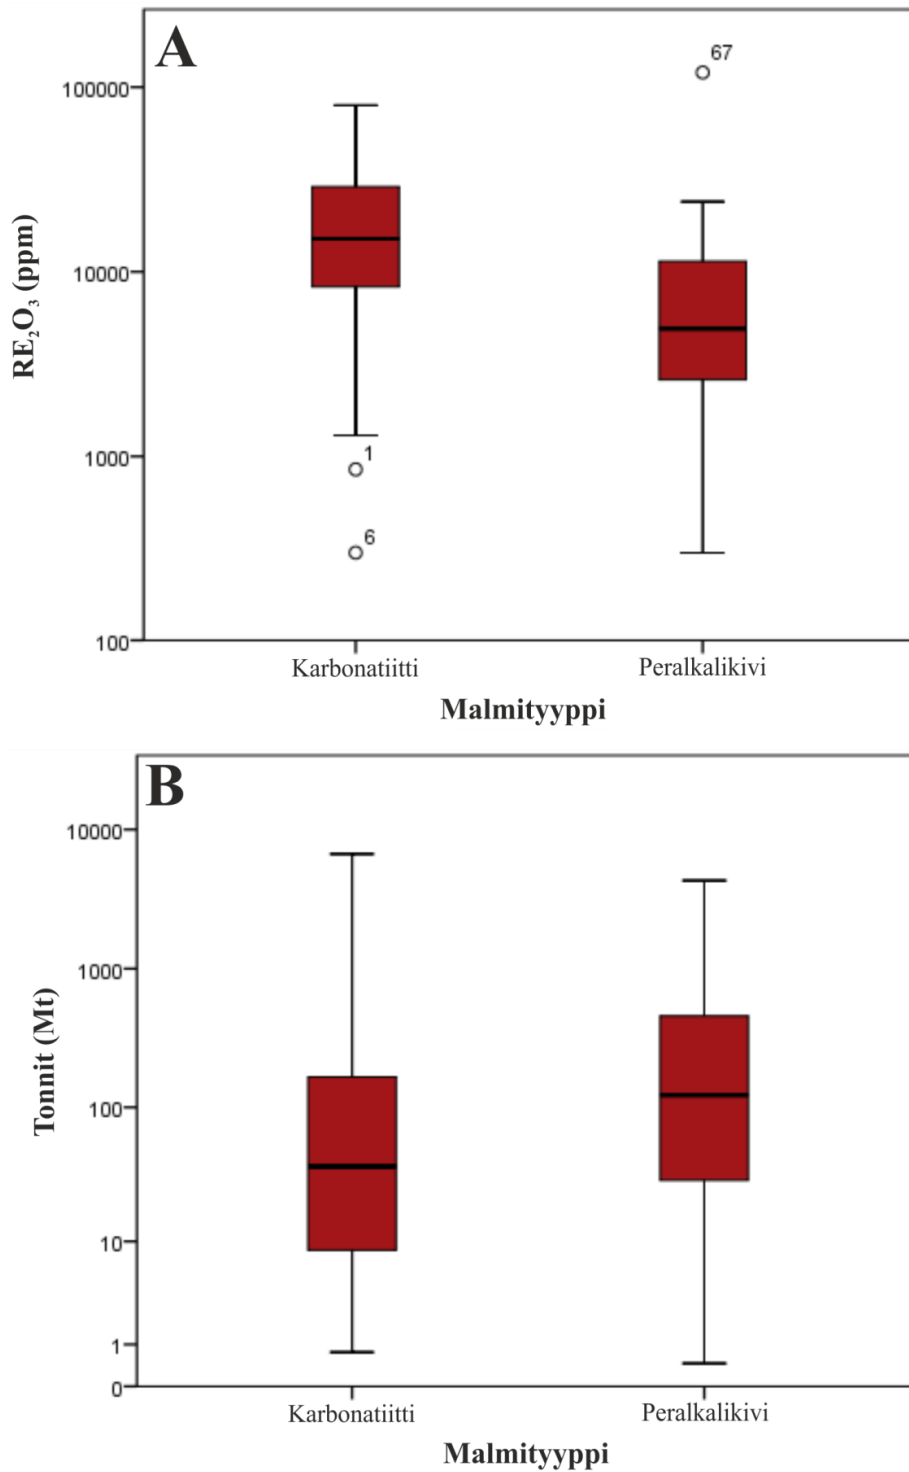 A
67
100000
10000
1000
100
RE₂O₃ (ppm)
1
6
Karbonatiitti Peralkalikivi
Malmityyppi
B
10000
1000
100
10
1
0
Tonnit (Mt)
Karbonatiitti Peralkalikivi
Malmityyppi